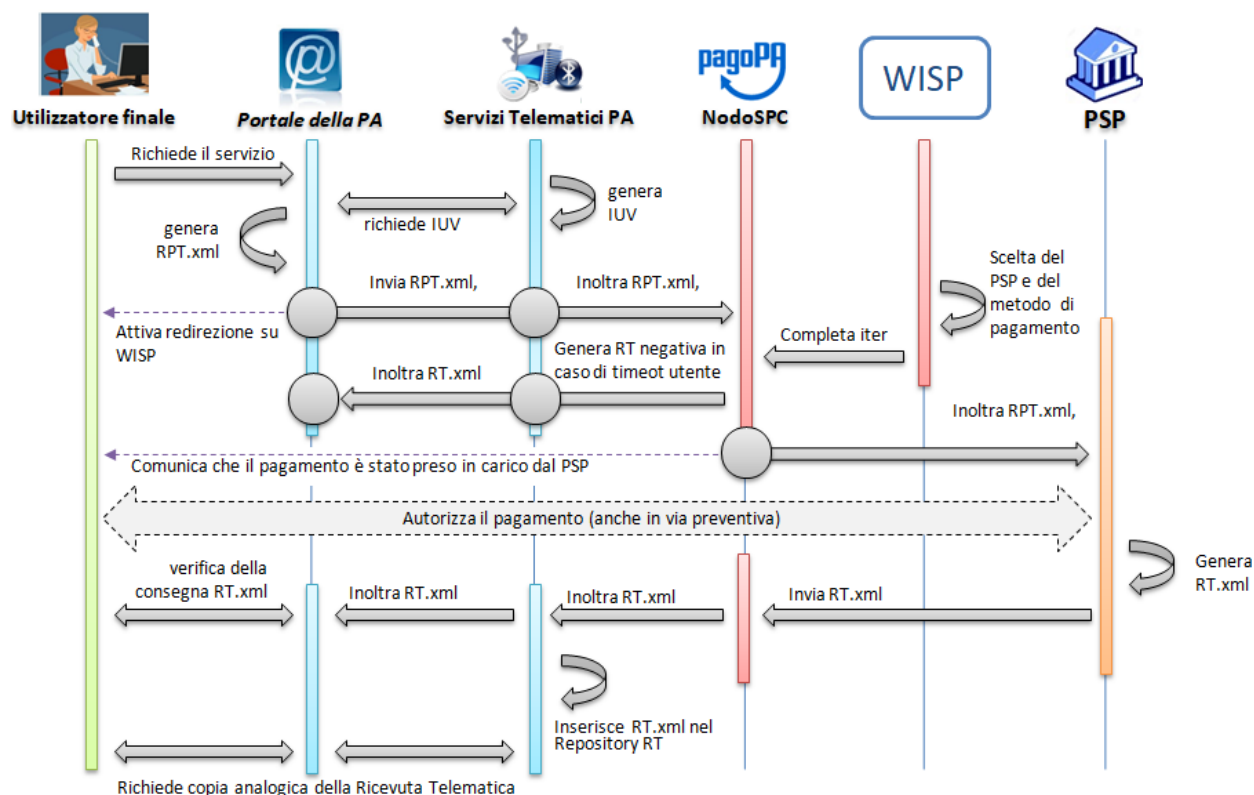 pagoPA
WISP
@
Utilizzatore finale
Portale della PA
Servizi Telematici PA
NodoSPC
PSP
Richiede il servizio
genera
IUV
richiede IUV
genera
RPT.xml
Scelta del
PSP e del
metodo di
pagamento
Invia RPT.xml,
Inoltra RPT.xml,
Attiva redirezione su
WISP
Completa iter
Genera RT negativa in
caso di timeot utente
Inoltra RT.xml
Inoltra RPT.xml,
Comunica che il pagamento è stato preso in carico dal PSP
Autorizza il pagamento (anche in via preventiva)
Genera
RT.xml
verifica della
consegna RT.xml
Inoltra RT.xml
Inoltra RT.xml
Invia RT.xml
Inserisce RT.xml nel
Repository RT
Richiede copia analogica della Ricevuta Telematica